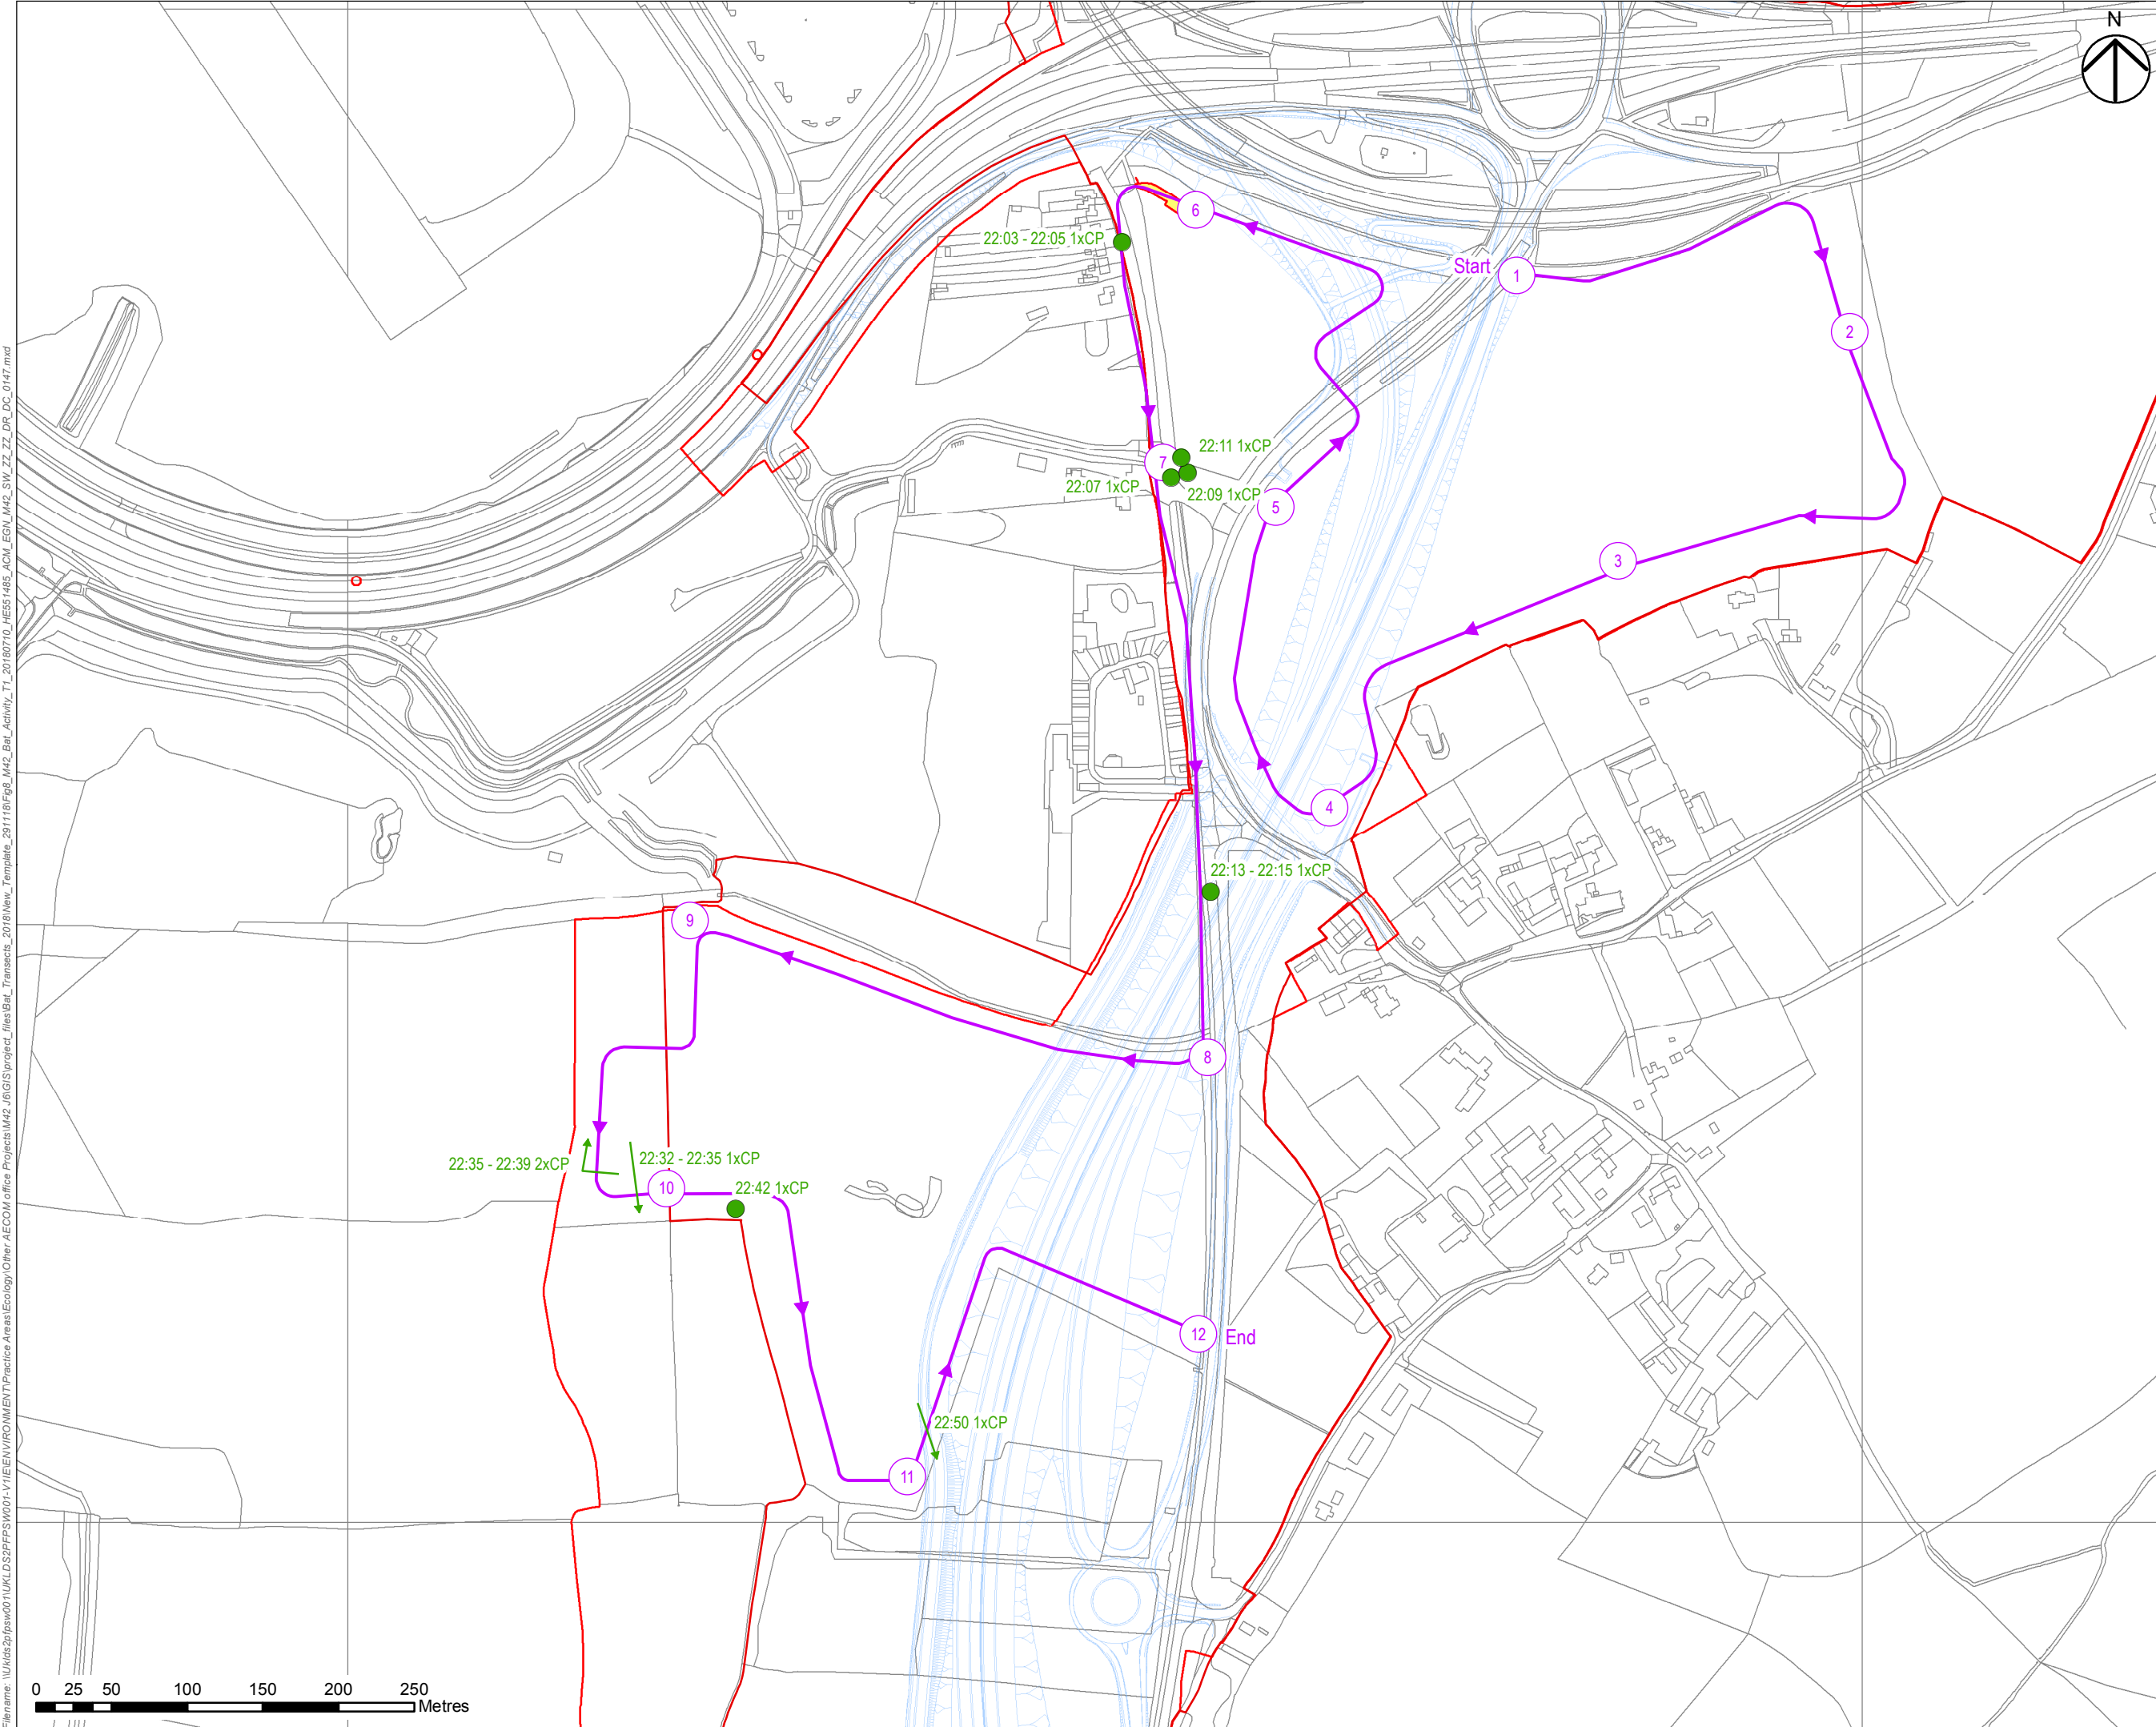 N
6
22:03 - 22:05 1xCP
Start
1
2
22:11 1xCP
7
22:07 1xCP
22:09 1xCP
5
3
4
22:13 - 22:15 1xCP
9
8
22:35 - 22:39 2xCP
22:32 - 22:35 1xCP
10
22:42 1xCP
12
End
22:50 1xCP
11
0 25 50 100 150 200 250
Metres
Filename: \\Uklds2pfpsw001\UKLDS2PFPSW001-V1IE\ENVIRONMENT\Practice Areas\Ecology\Other AECOM office Projects\M42 J6\GIS\project_files\Bat_Transects_2018\New_Template_291118\Fig8_M42_Bat_Activity_T1_20180710_HE551485_ACM_EGN_M42_SW_ZZ_ZZ_DR_DC_0147.mxd